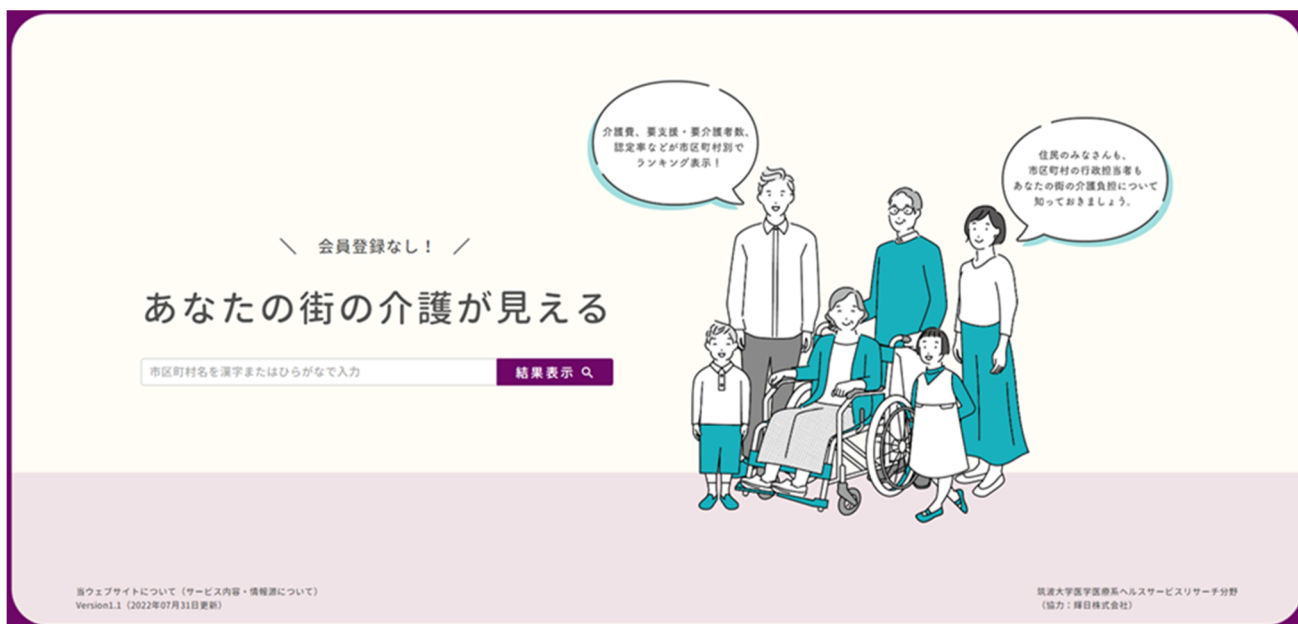 介護費、要支援・要介護者数、
認定率などが市区町村別で
ランキング表示！
住民のみなさんも、
市区町村の行政担当者も
あなたの街の介護負担について
知っておきましょう。
＼ 会員登録なし！ ／
あなたの街の介護が見える
市区町村名を漢字またはひらがなで入力
結果表示
当ウェブサイトについて（サービス内容・情報源について）
Version1.1（2022年07月31日更新）
筑波大学医学医療系ヘルスサービスリサーチ分野
（協力：輝日株式会社）